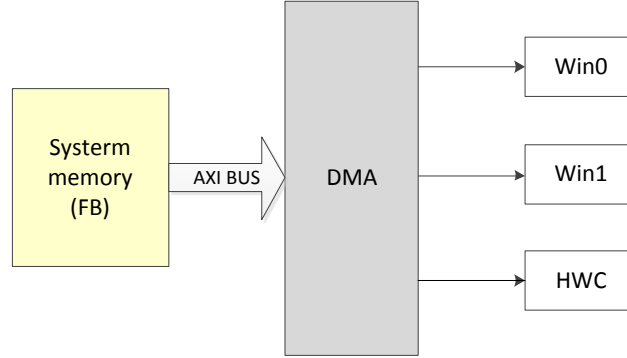 Systerm
memory
(FB)
AXI BUS
DMA
Win0
Win1
HWC